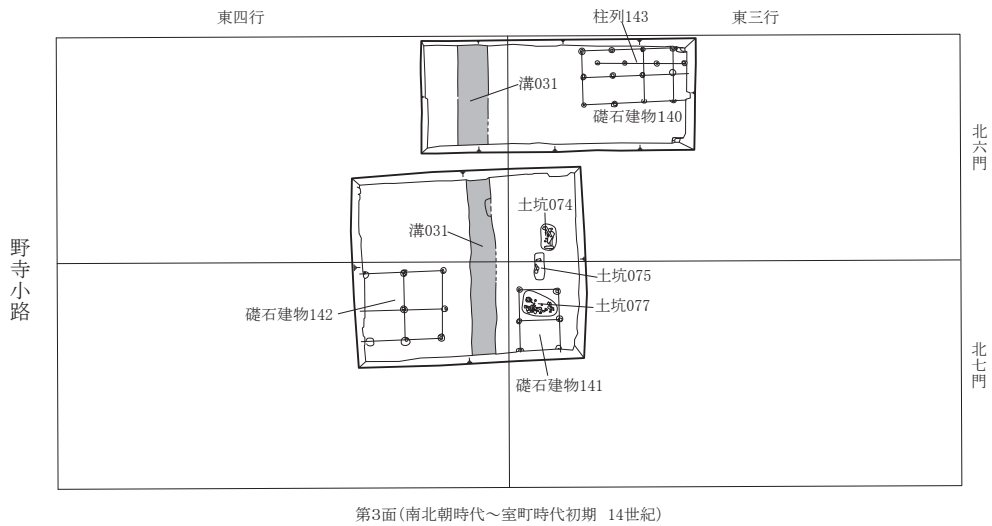 東四行
柱列143
東三行
溝031
礎石建物140
北六門
土坑074
溝031
土坑075
土坑077
野寺小路
礎石建物142
礎石建物141
北七門
第3面(南北朝時代～室町時代初期 14世紀)